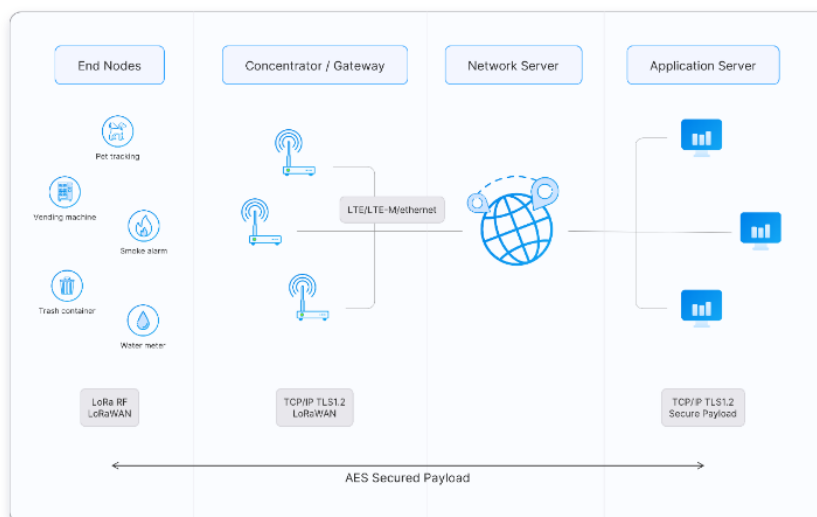 End Nodes
Concentrator / Gateway
Network Server
Application Server
Pet tracking
Vending machine
Smoke alarm
Trash container
Water meter
LTE/LTE-M/ethernet
LoRa RF
LoRaWAN
TCP/IP TLS1.2
LoRaWAN
TCP/IP TLS1.2
Secure Payload
AES Secured Payload